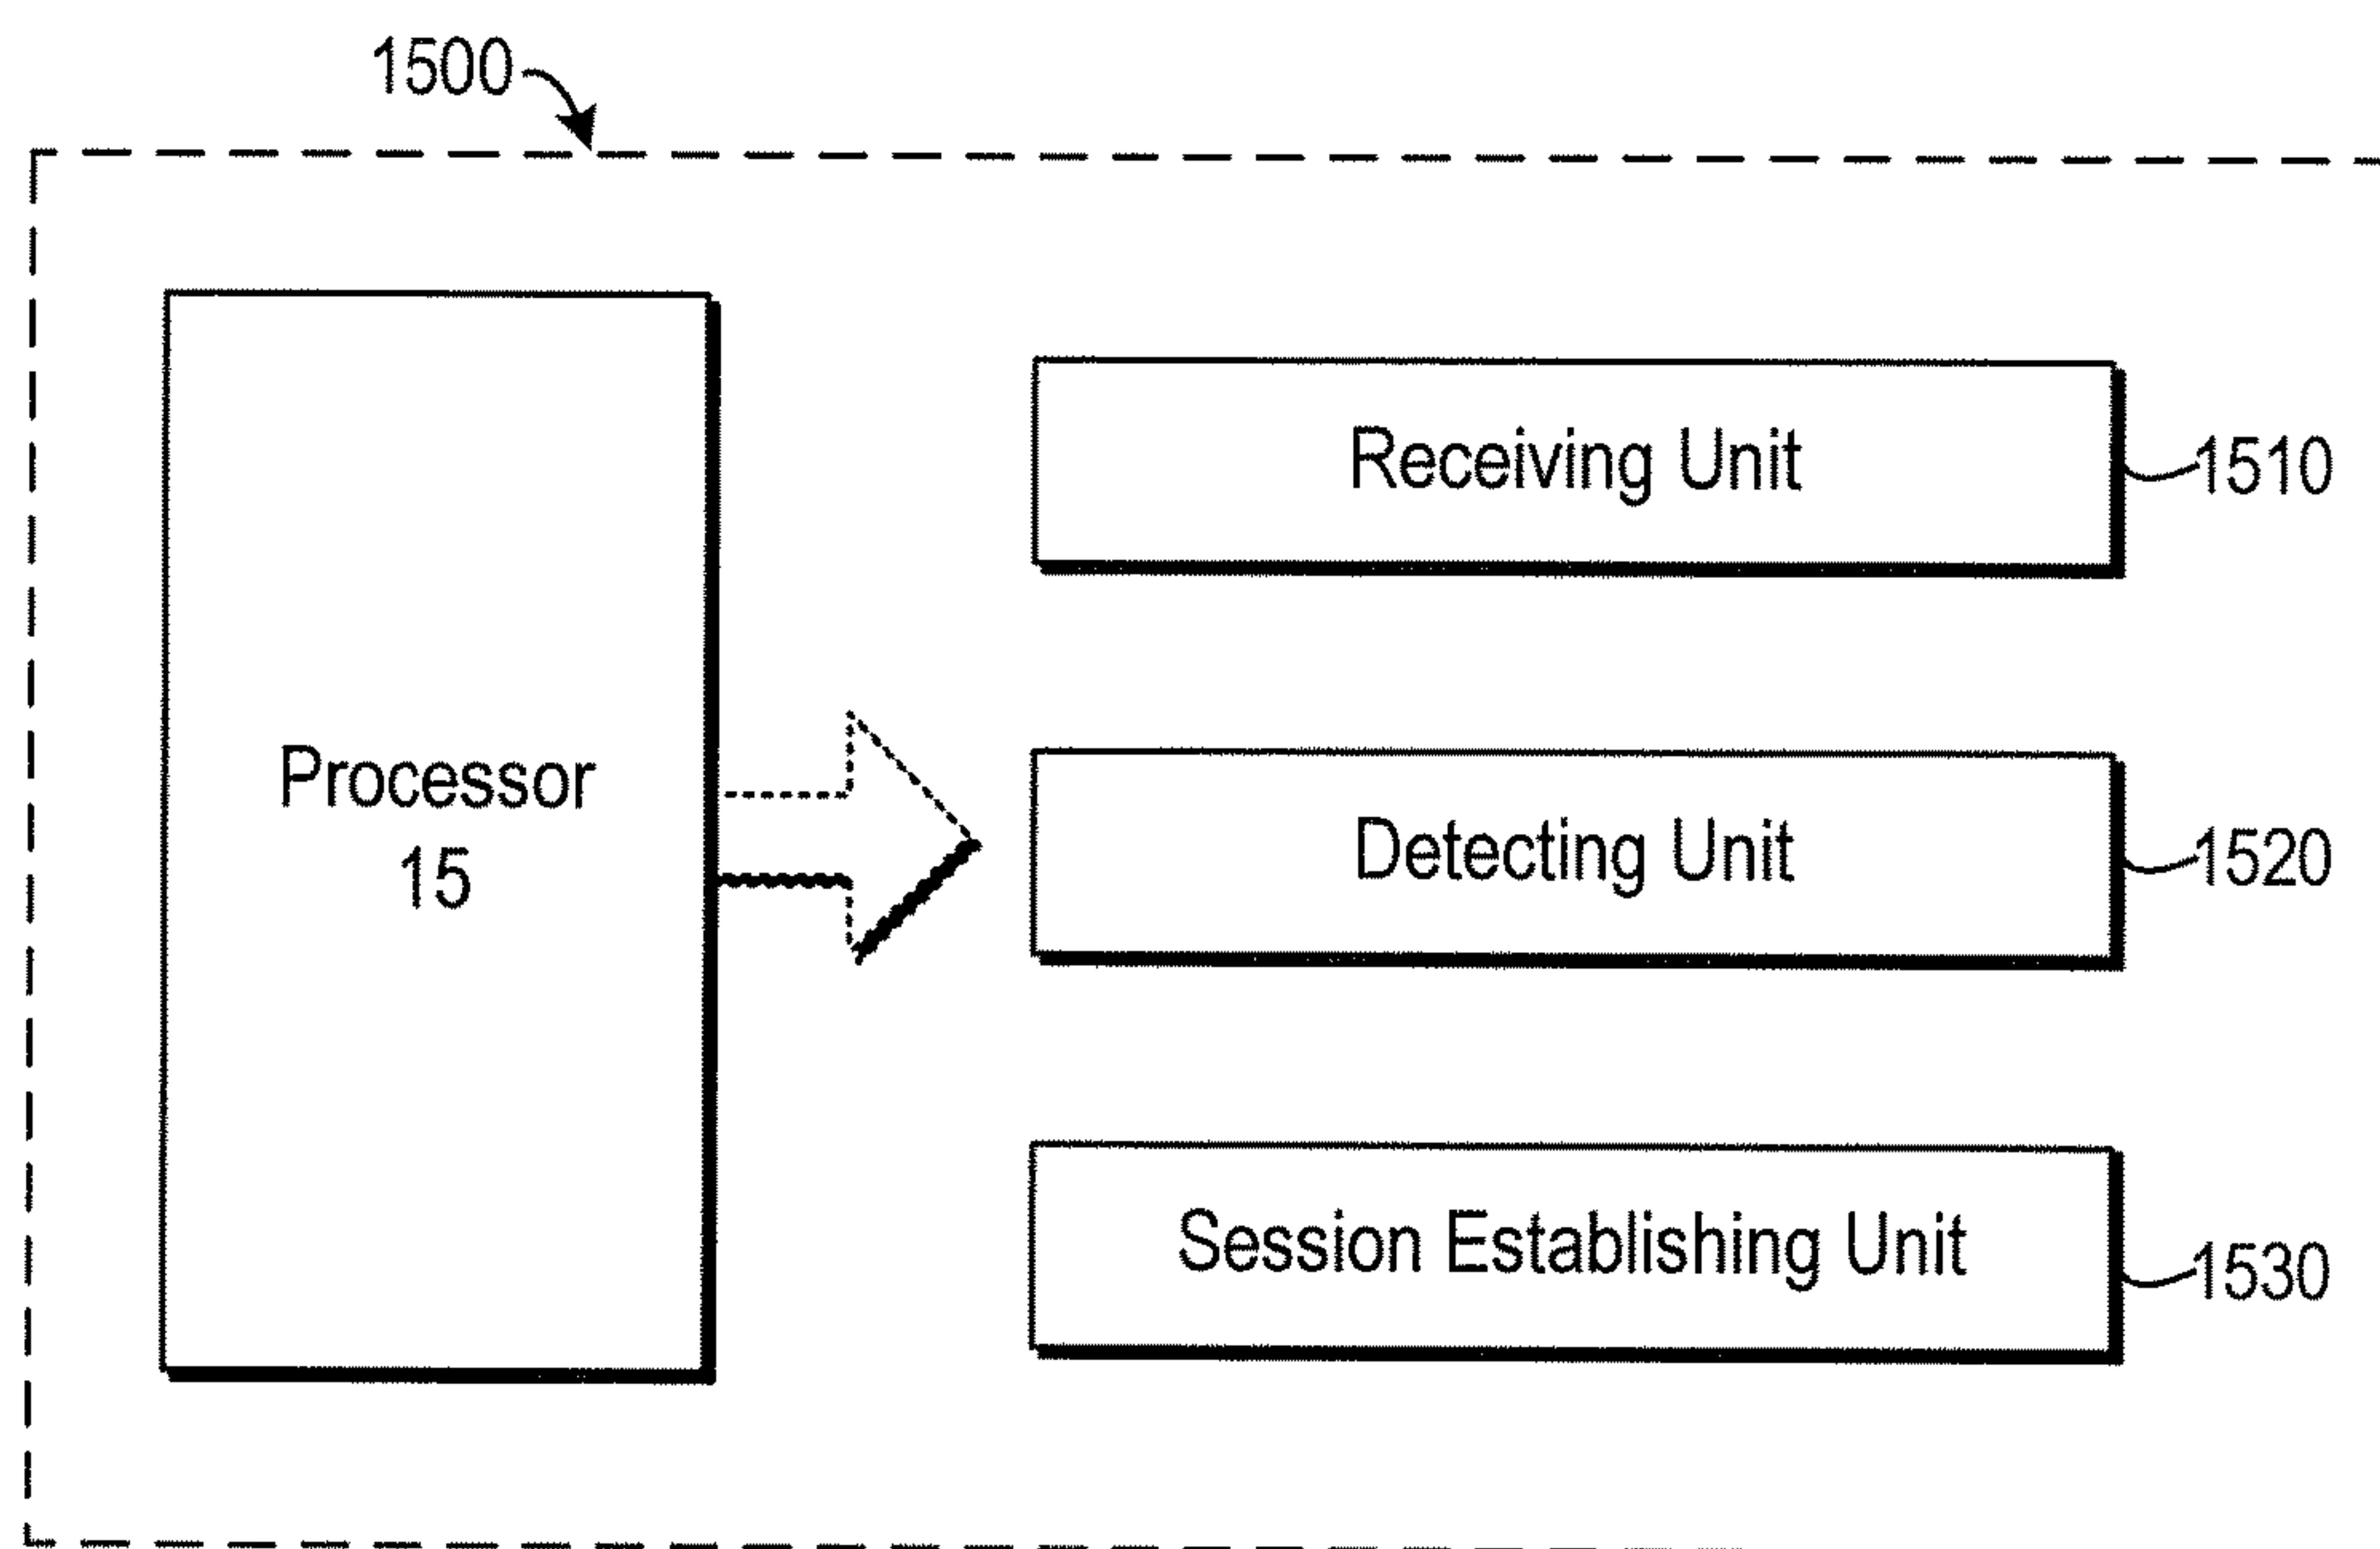 1500
Processor
15
Receiving Unit
1510
Detecting Unit
1520
Session Establishing Unit
1530